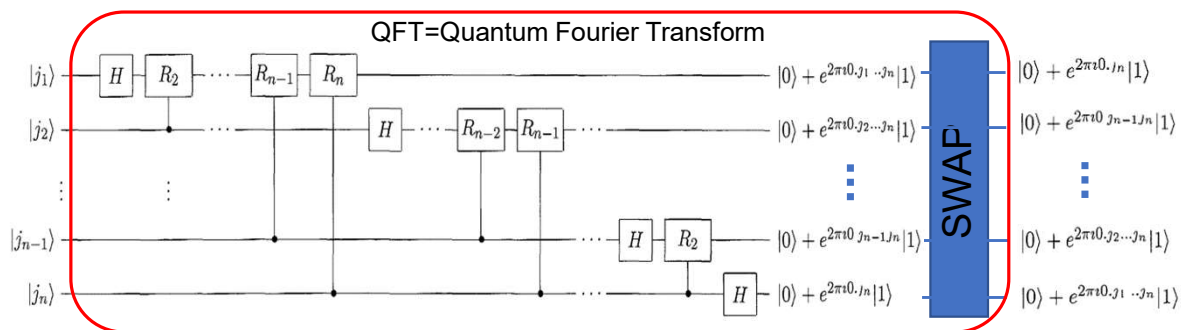 QFT=Quantum Fourier Transform
|j₁⟩ H R₂ ··· Rₙ₋₁ Rₙ |0⟩ + e^{2πi0.j₁···jₙ}|1⟩ |0⟩ + e^{2πi0.jₙ}|1⟩
|j₂⟩ ··· H ··· Rₙ₋₂ Rₙ₋₁ ··· |0⟩ + e^{2πi0.j₂...jₙ}|1⟩ |0⟩ + e^{2πi0 jₙ₋₁jₙ}|1⟩
SWAP
|jₙ₋₁⟩ ··· H R₂ |0⟩ + e^{2πi0 jₙ₋₁jₙ}|1⟩ |0⟩ + e^{2πi0.j₂...jₙ}|1⟩
|jₙ⟩ ··· H |0⟩ + e^{2πi0.jₙ}|1⟩ |0⟩ + e^{2πi0.j₁···jₙ}|1⟩